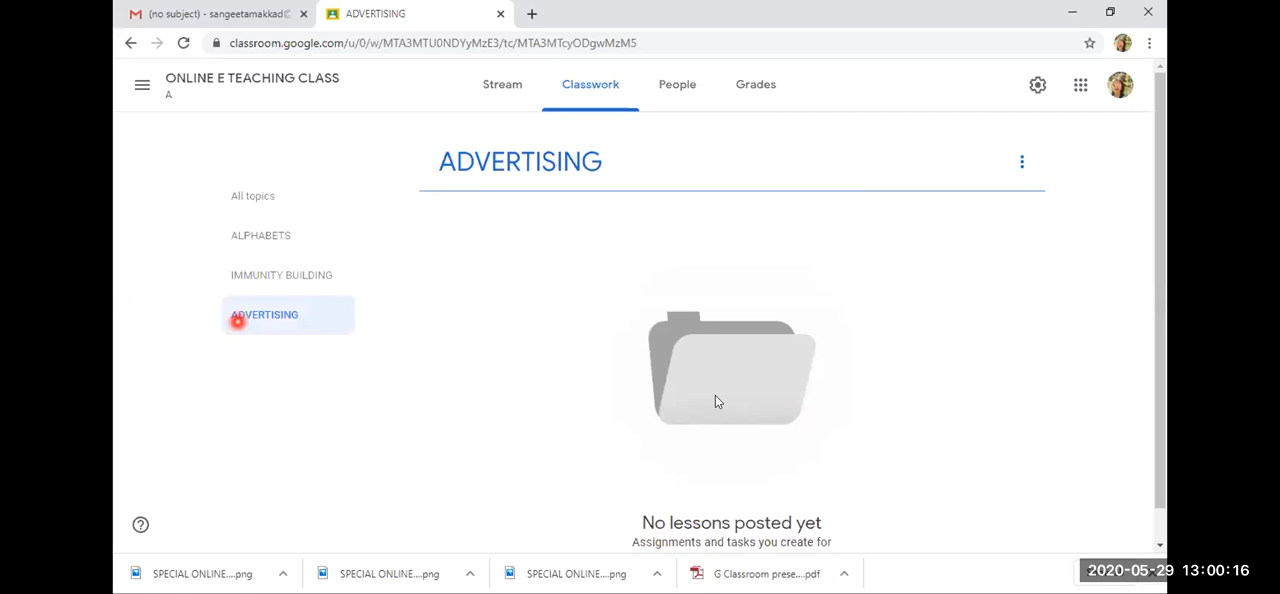 (no subject) - sangeetamakkad@
ADVERTISING
classroom.google.com/u/0/w/MTA3MTU0NDYyMzE3/tc/MTA3MTcyODgwMzM5
ONLINE E TEACHING CLASS
A
Stream
Classwork
People
Grades
ADVERTISING
All topics
ALPHABETS
IMMUNITY BUILDING
ADVERTISING
No lessons posted yet
Assignments and tasks you create for
SPECIAL ONLINE....png
SPECIAL ONLINE....png
SPECIAL ONLINE....png
G Classroom prese....pdf
2020-05-29 13:00:16